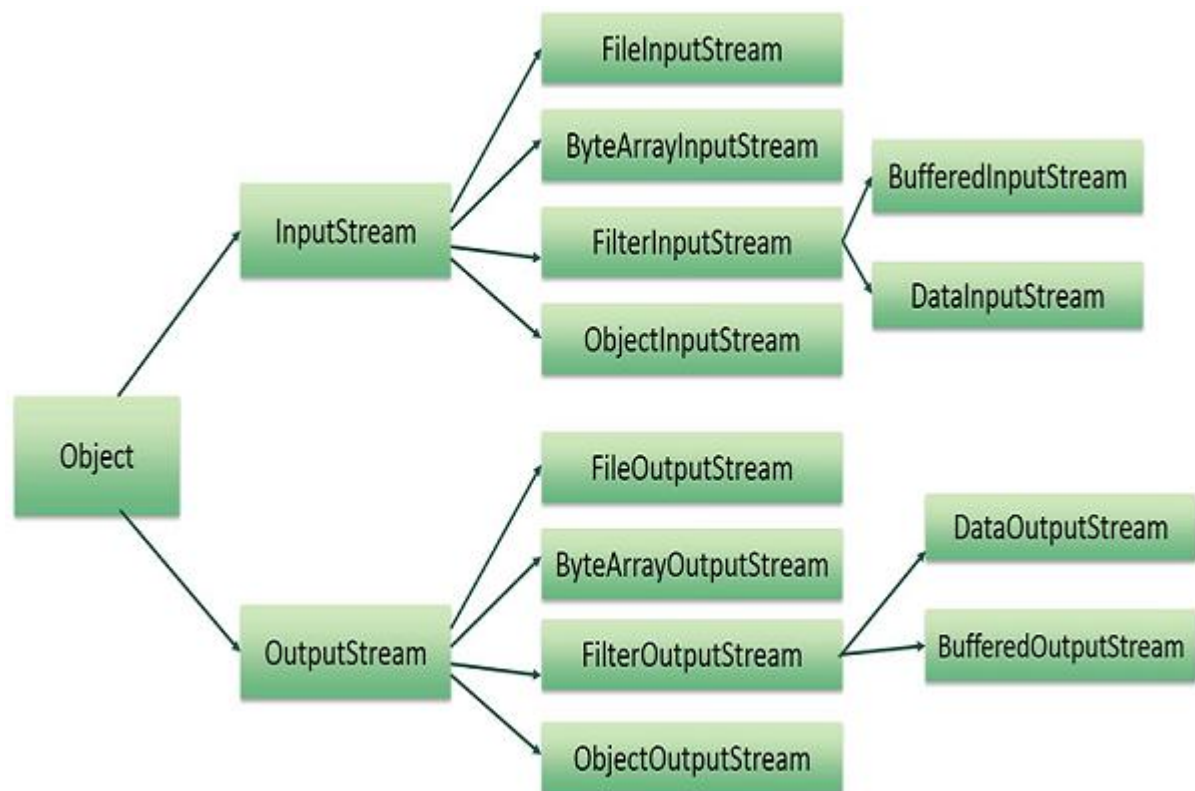 FileInputStream
ByteArrayInputStream
BufferedInputStream
InputStream
FilterInputStream
DataInputStream
ObjectInputStream
Object
FileOutputStream
DataOutputStream
ByteArrayOutputStream
OutputStream
FilterOutputStream
BufferedOutputStream
ObjectOutputStream